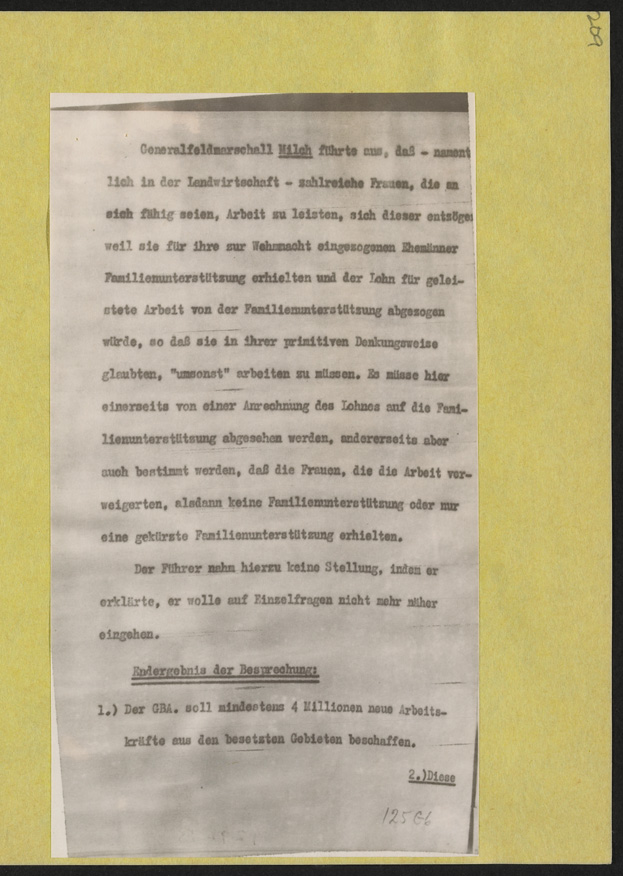 209
Generalfeldmarschall Milch führte aus, daß - nament
lich in der Landwirtschaft - zahlreiche Frauen, die an
sich fähig seien, Arbeit zu leisten, sich dieser entzöge
weil sie für ihre zur Wehrmacht eingezogenen Ehemänner
Familienunterstützung erhielten und der Lohn für gelei-
stete Arbeit von der Familienunterstützung abgezogen
würde, so daß sie in ihrer primitiven Denkungsweise
glaubten, "umsonst" arbeiten zu müssen. Es müsse hier
einerseits von einer Anrechnung des Lohnes auf die Fami-
lienunterstützung abgesehen werden, andererseits aber
auch bestimmt werden, daß die Frauen, die die Arbeit ver-
weigerten, alsdann keine Familienunterstützung oder nur
eine gekürzte Familienunterstützung erhielten.
Der Führer nahm hierzu keine Stellung, indem er
erklärte, er wolle auf Einzelfragen nicht mehr näher
eingehen.
Endergebnis der Besprechung:
1.) Der GBA. soll mindestens 4 Millionen neue Arbeits-
kräfte aus den besetzten Gebieten beschaffen.
2.)Diese